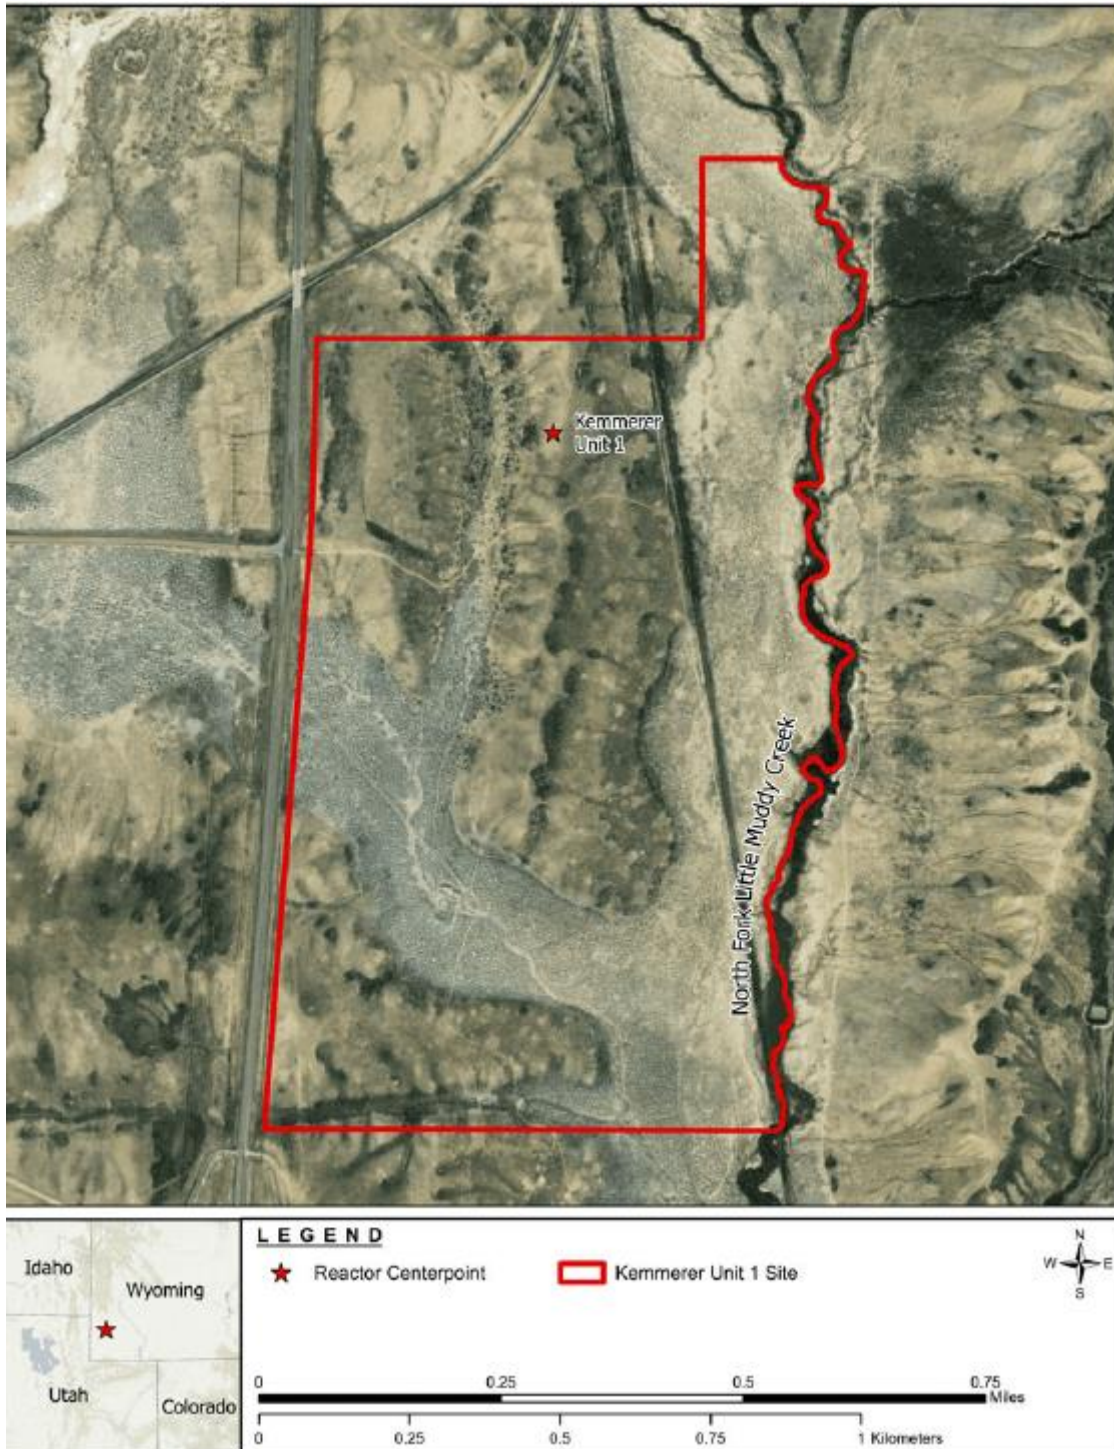 Kemmerer
Unit 1
North Fork Little Muddy Creek
Idaho
Wyoming
Utah
Colorado
LEGEND
Reactor Centerpoint
Kemmerer Unit 1 Site
N
W E
S
0 0.25 0.5 0.75
Miles
0 0.25 0.5 0.75 1 Kilometers